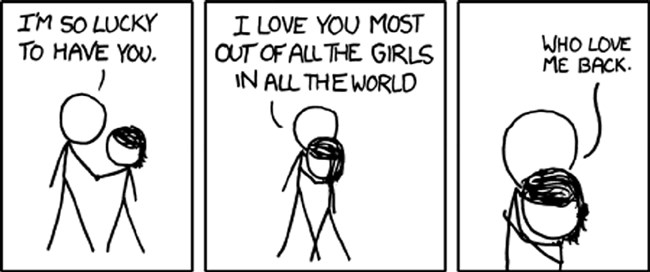 I'M SO LUCKY
TO HAVE YOU.
I LOVE YOU MOST
OUT OF ALL THE GIRLS
IN ALL THE WORLD
WHO LOVE
ME BACK.